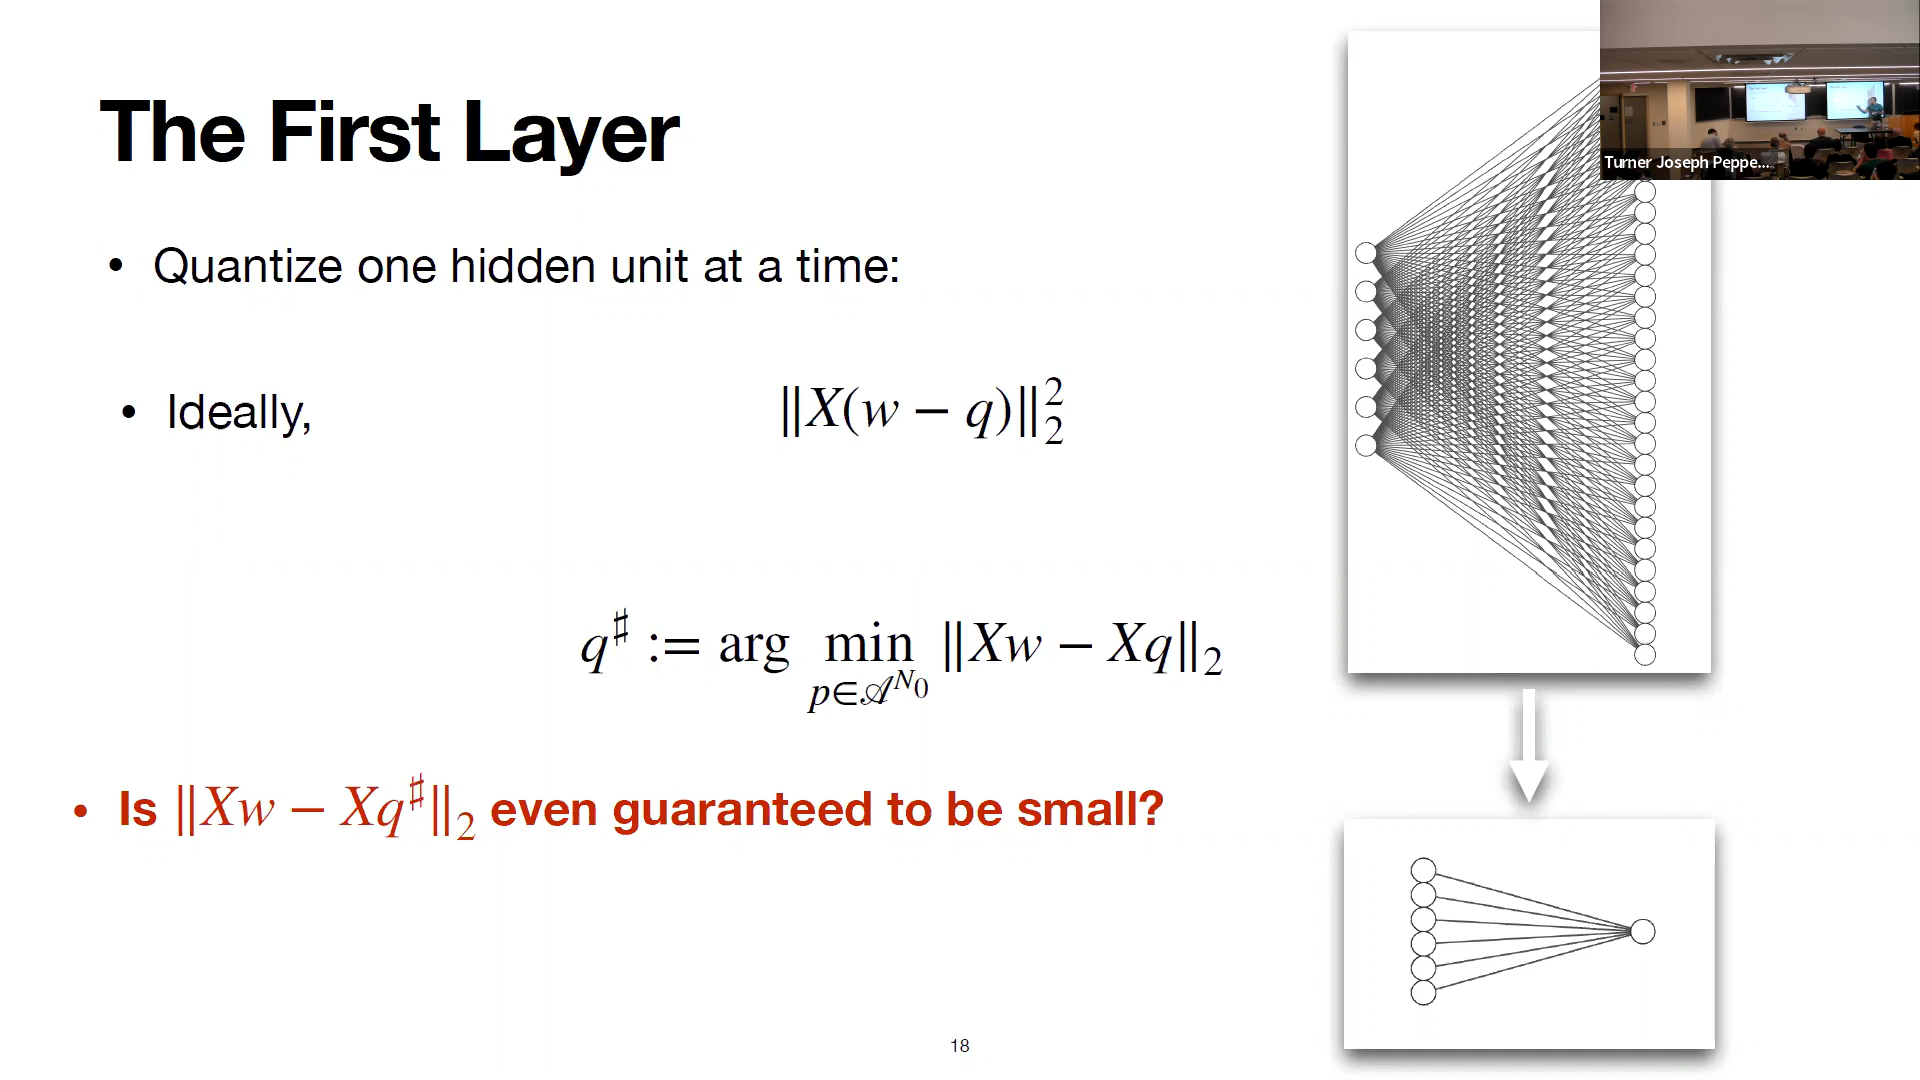 The First Layer
Turner Joseph Peppe...
• Quantize one hidden unit at a time:
• Ideally, ‖X(w − q)‖₂²
q♯ := arg min ‖Xw − Xq‖₂
p∈𝒜^N₀
• Is ‖Xw − Xq♯‖₂ even guaranteed to be small?
18